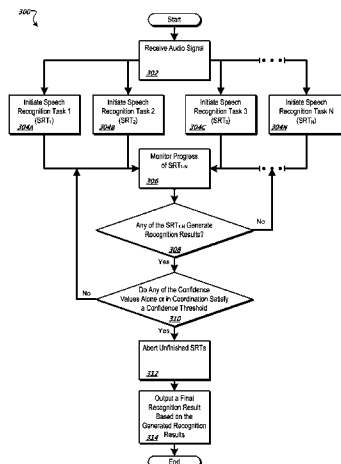 300
Start
Receive Audio Signal
302
Initiate Speech
Recognition Task 1
(SRT1)
304A
Initiate Speech
Recognition Task 2
(SRT2)
304B
Initiate Speech
Recognition Task 3
(SRT3)
304C
Initiate Speech
Recognition Task N
(SRTN)
304N
Monitor Progress
of SRT1-N
306
Any of the SRT1-N Generate
Recognition Results?
308
No
Yes
Do Any of the Confidence
Values Alone or in Coordination Satisfy
a Confidence Threshold
310
No
Yes
Abort Unfinished SRTs
312
Output a Final
Recognition Result
Based on the
Generated Recognition
Results
314
End